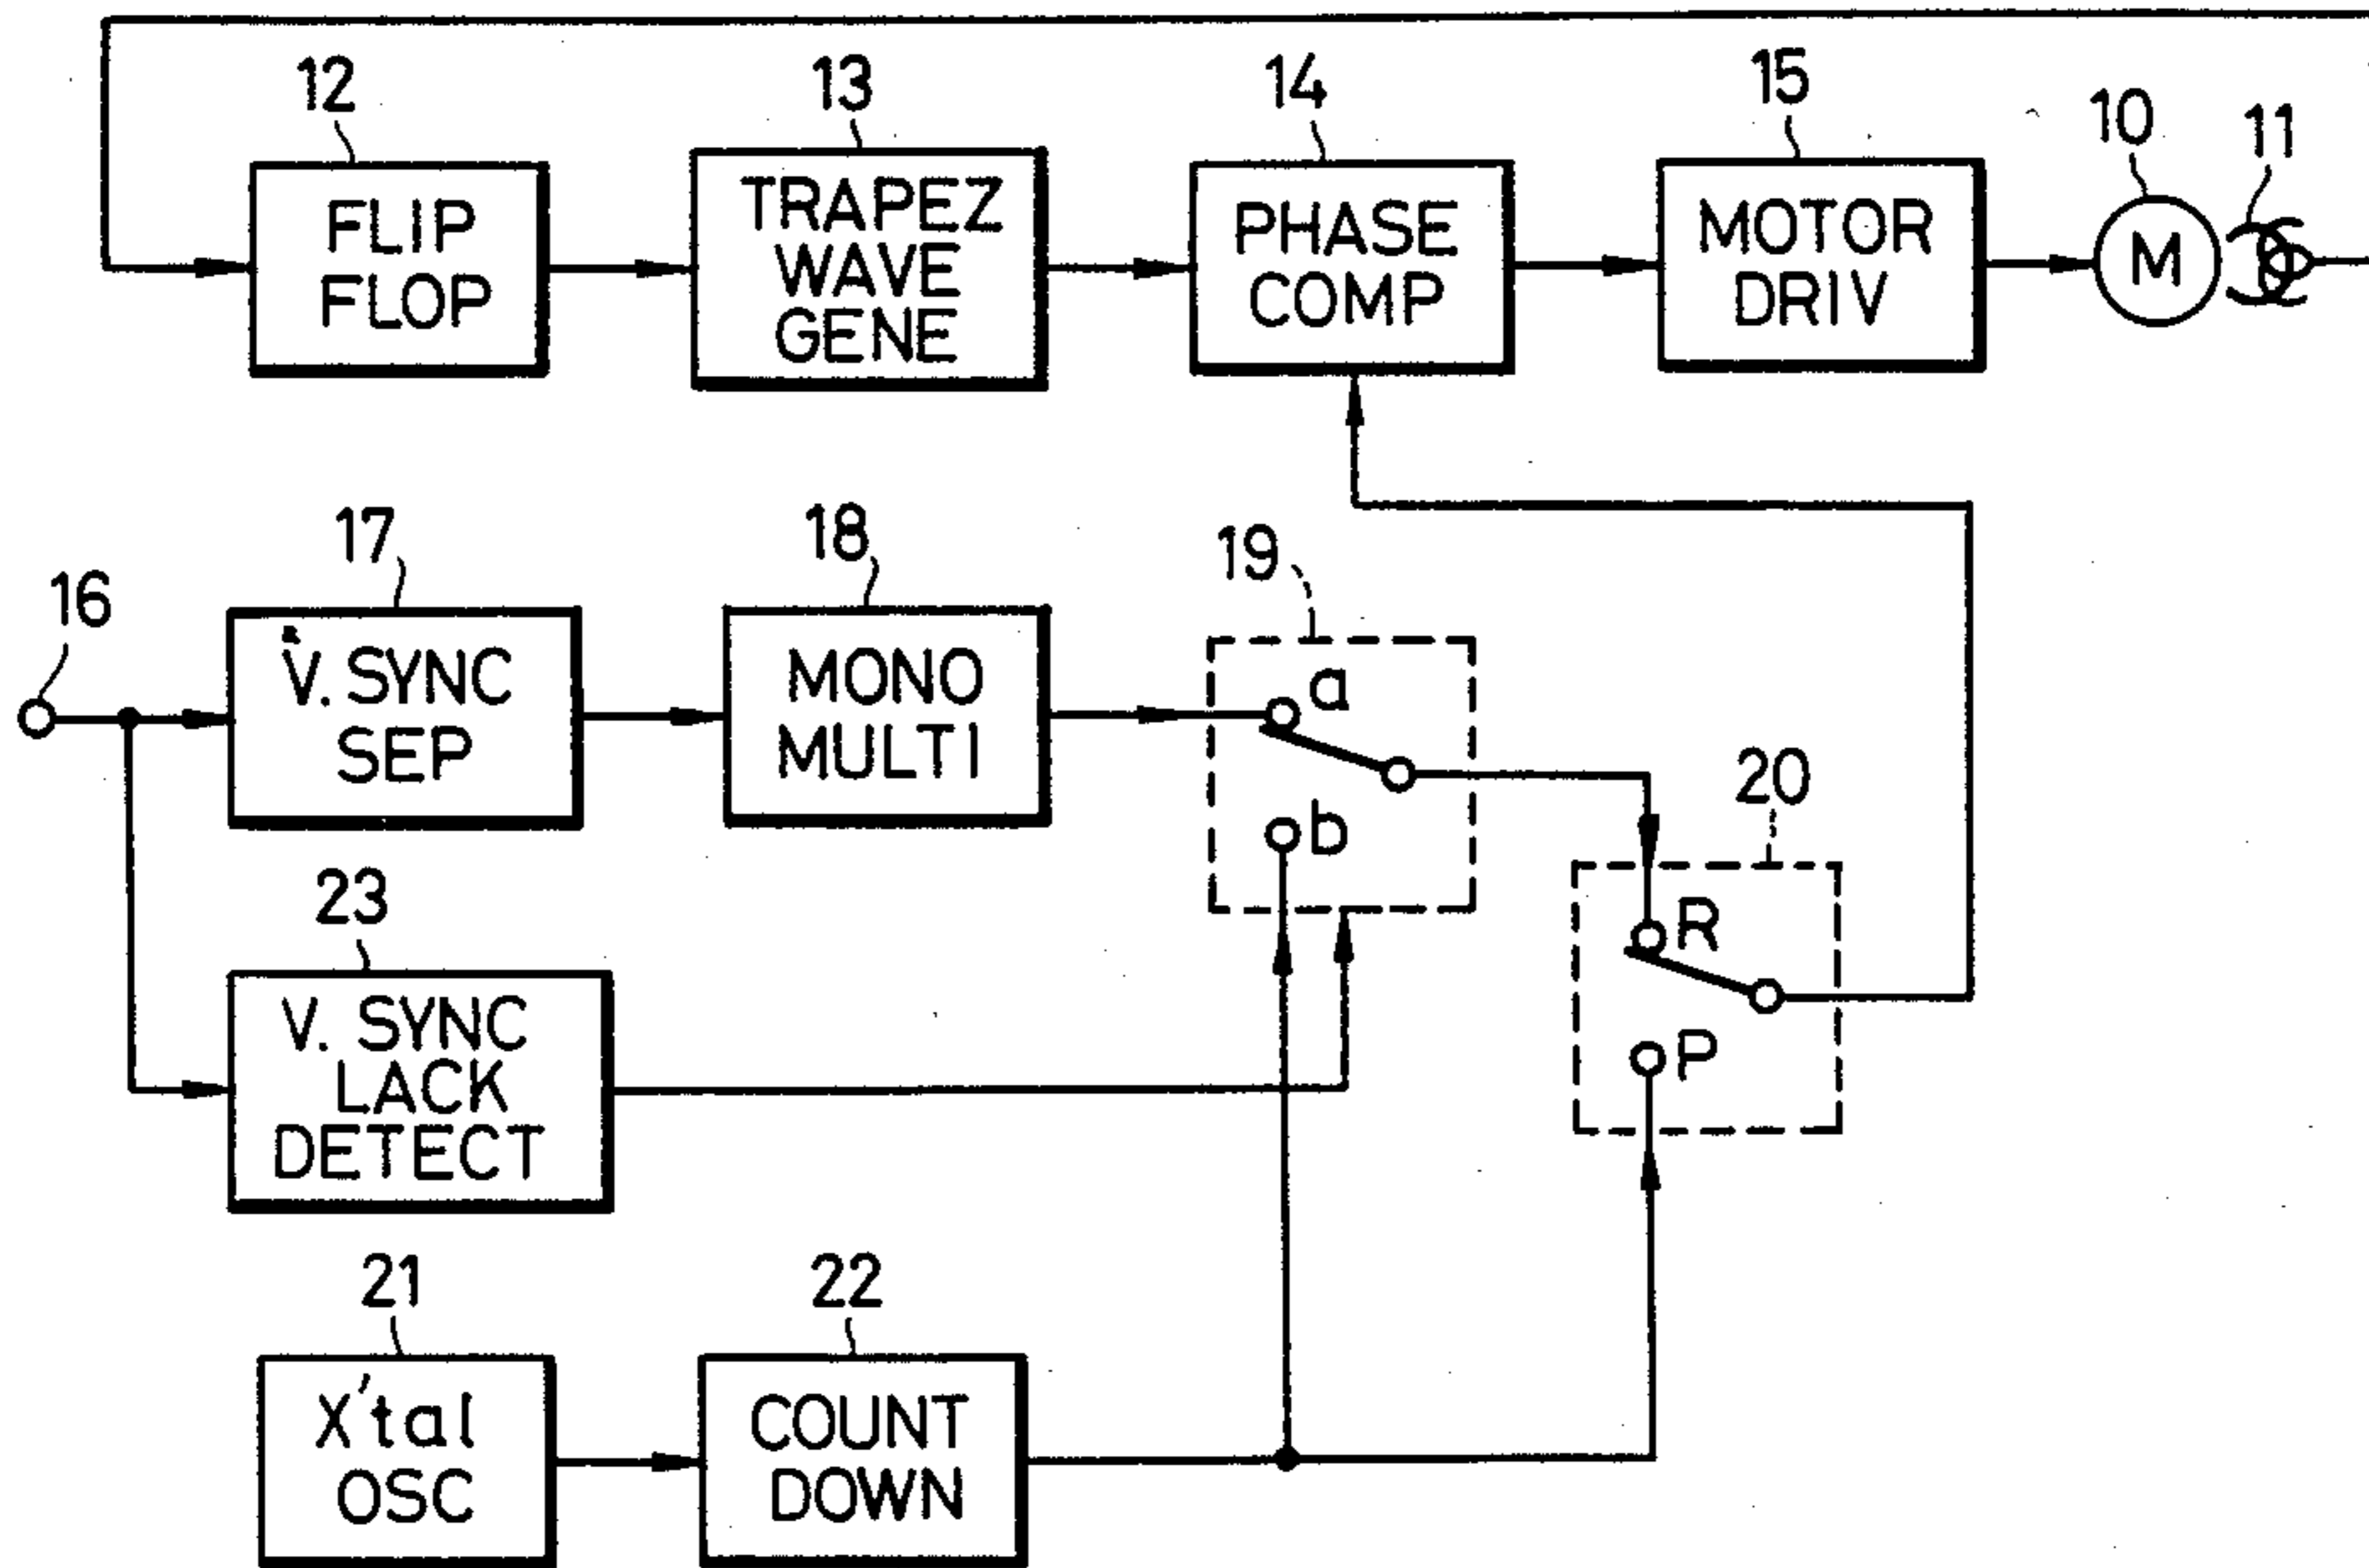 12
13
14
15
10
11
FLIP
FLOP
TRAPEZ
WAVE
GENE
PHASE
COMP
MOTOR
DRIV
M
16
17
18
19
V. SYNC
SEP
MONO
MULTI
a
b
20
R
P
23
V. SYNC
LACK
DETECT
21
22
X'tal
OSC
COUNT
DOWN